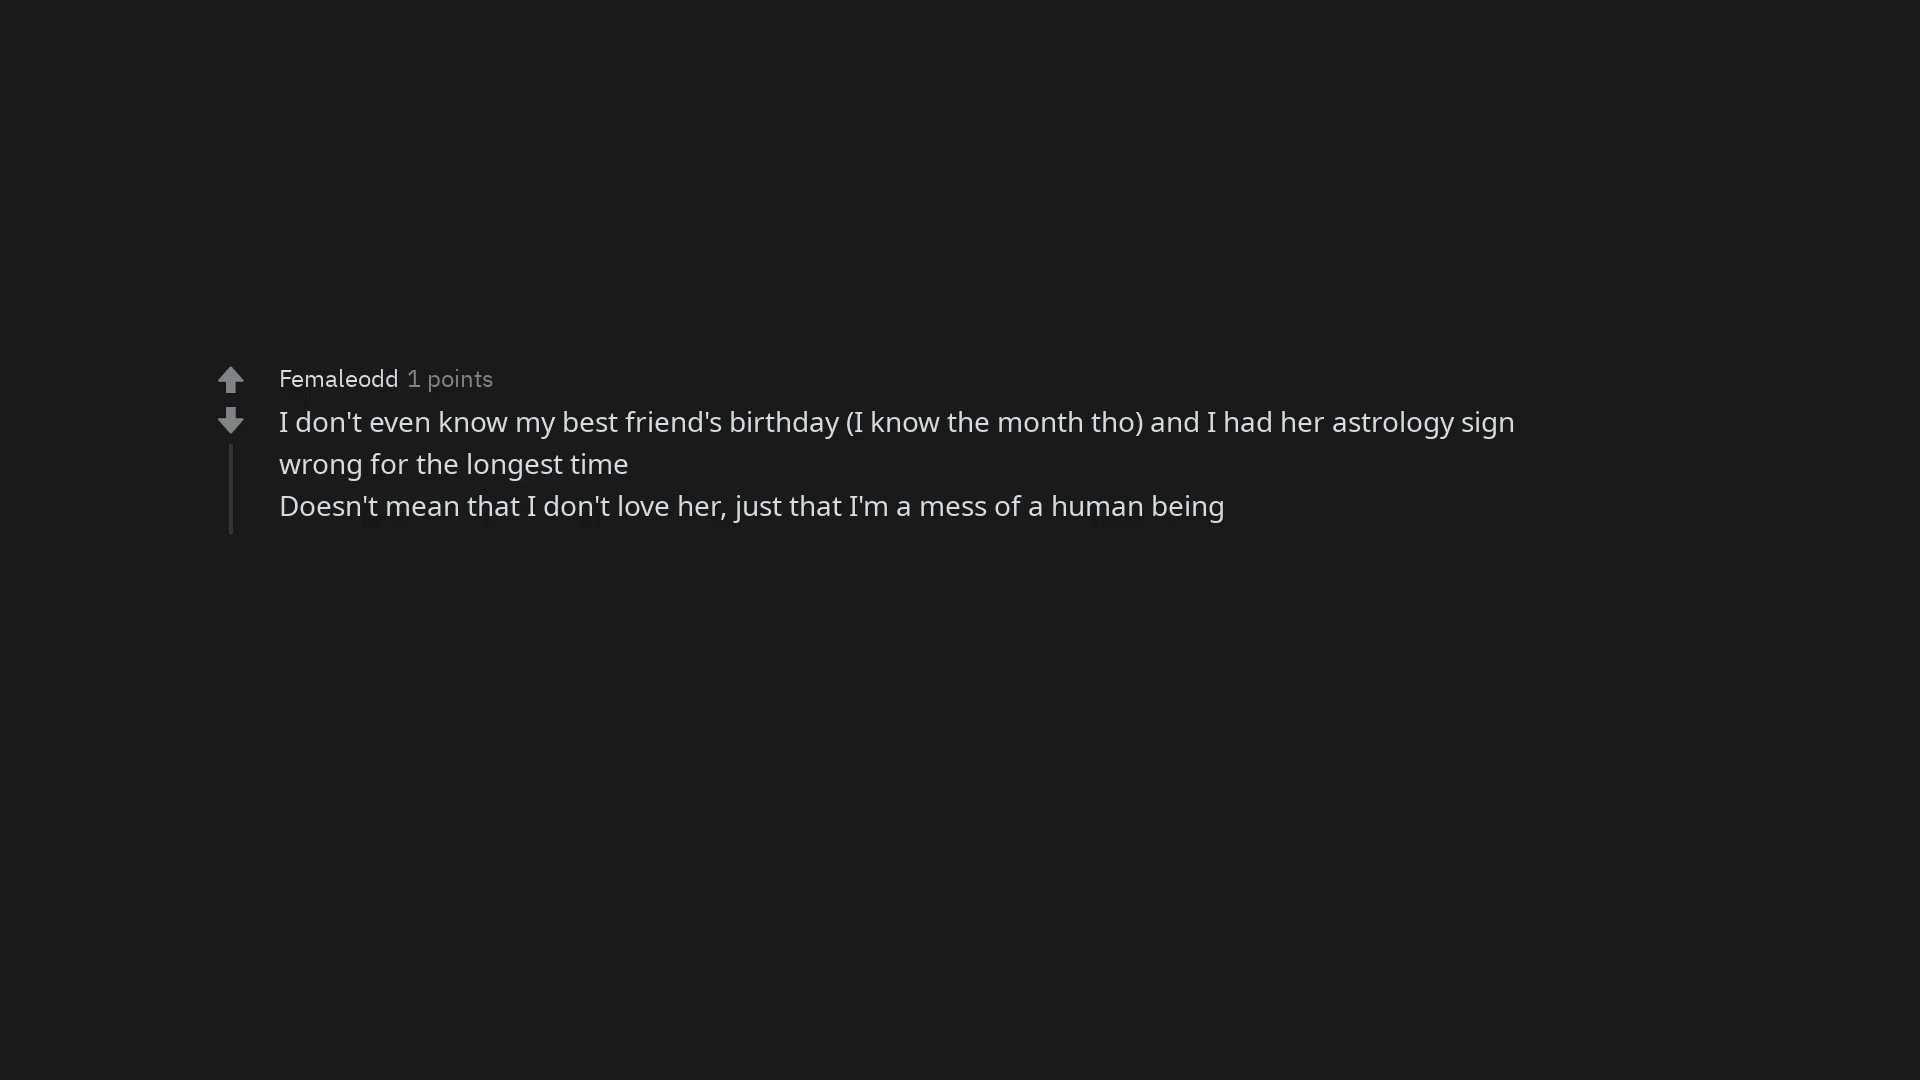 Femaleodd 1 points
I don't even know my best friend's birthday (I know the month tho) and I had her astrology sign
wrong for the longest time
Doesn't mean that I don't love her, just that I'm a mess of a human being